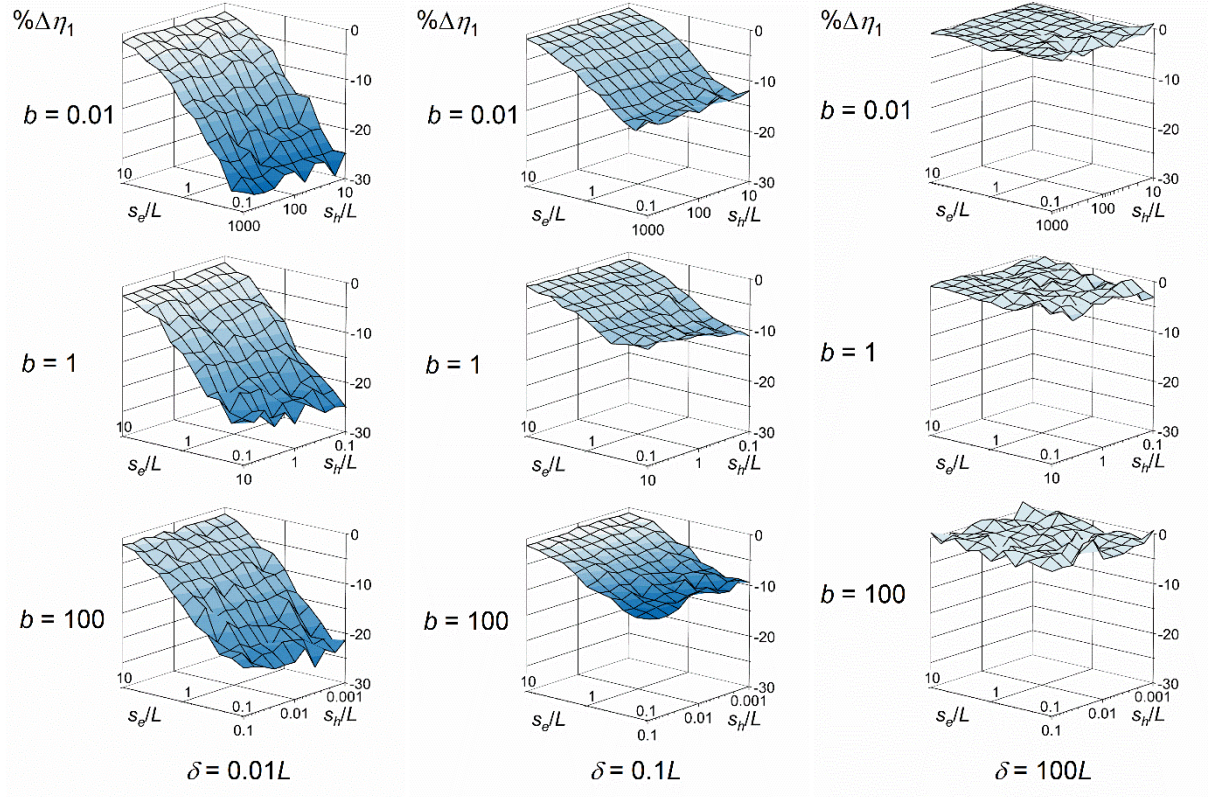 %Δη1
0
-10
-20
-30
b = 0.01
10
1
0.1
se/L
1000
100
10
sh/L
%Δη1
0
-10
-20
-30
b = 0.01
10
1
0.1
se/L
1000
100
10
sh/L
%Δη1
0
-10
-20
-30
b = 0.01
10
1
0.1
se/L
1000
100
10
sh/L
0
-10
-20
-30
b = 1
10
1
0.1
se/L
10
1
0.1
sh/L
0
-10
-20
-30
b = 1
10
1
0.1
se/L
10
1
0.1
sh/L
0
-10
-20
-30
b = 1
10
1
0.1
se/L
10
1
0.1
sh/L
0
-10
-20
-30
b = 100
10
1
0.1
se/L
0.1
0.01
0.001
sh/L
0
-10
-20
-30
b = 100
10
1
0.1
se/L
0.1
0.01
0.001
sh/L
0
-10
-20
-30
b = 100
10
1
0.1
se/L
0.1
0.01
0.001
sh/L
δ = 0.01L
δ = 0.1L
δ = 100L